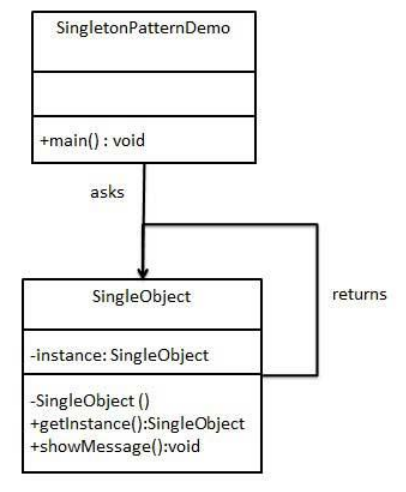 SingletonPatternDemo
+main() : void
asks
returns
SingleObject
-instance: SingleObject
-SingleObject ()
+getInstance():SingleObject
+showMessage():void